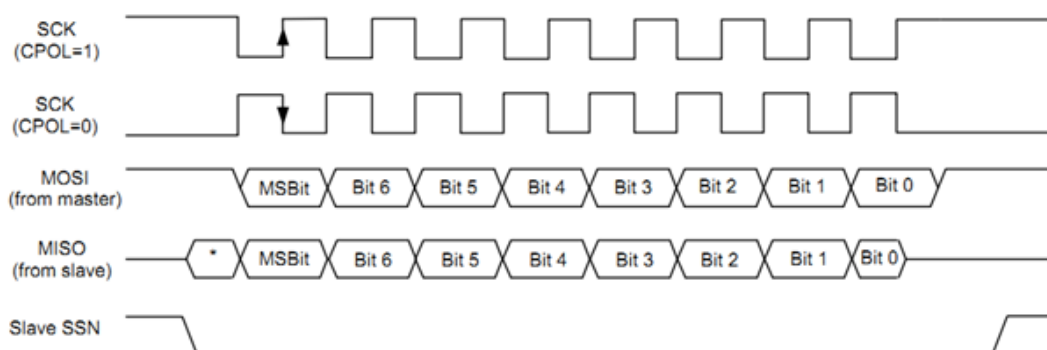 SCK
(CPOL=1)
SCK
(CPOL=0)
MOSI
(from master)
MSBit Bit 6 Bit 5 Bit 4 Bit 3 Bit 2 Bit 1 Bit 0
MISO
(from slave)
* MSBit Bit 6 Bit 5 Bit 4 Bit 3 Bit 2 Bit 1 Bit 0
Slave SSN